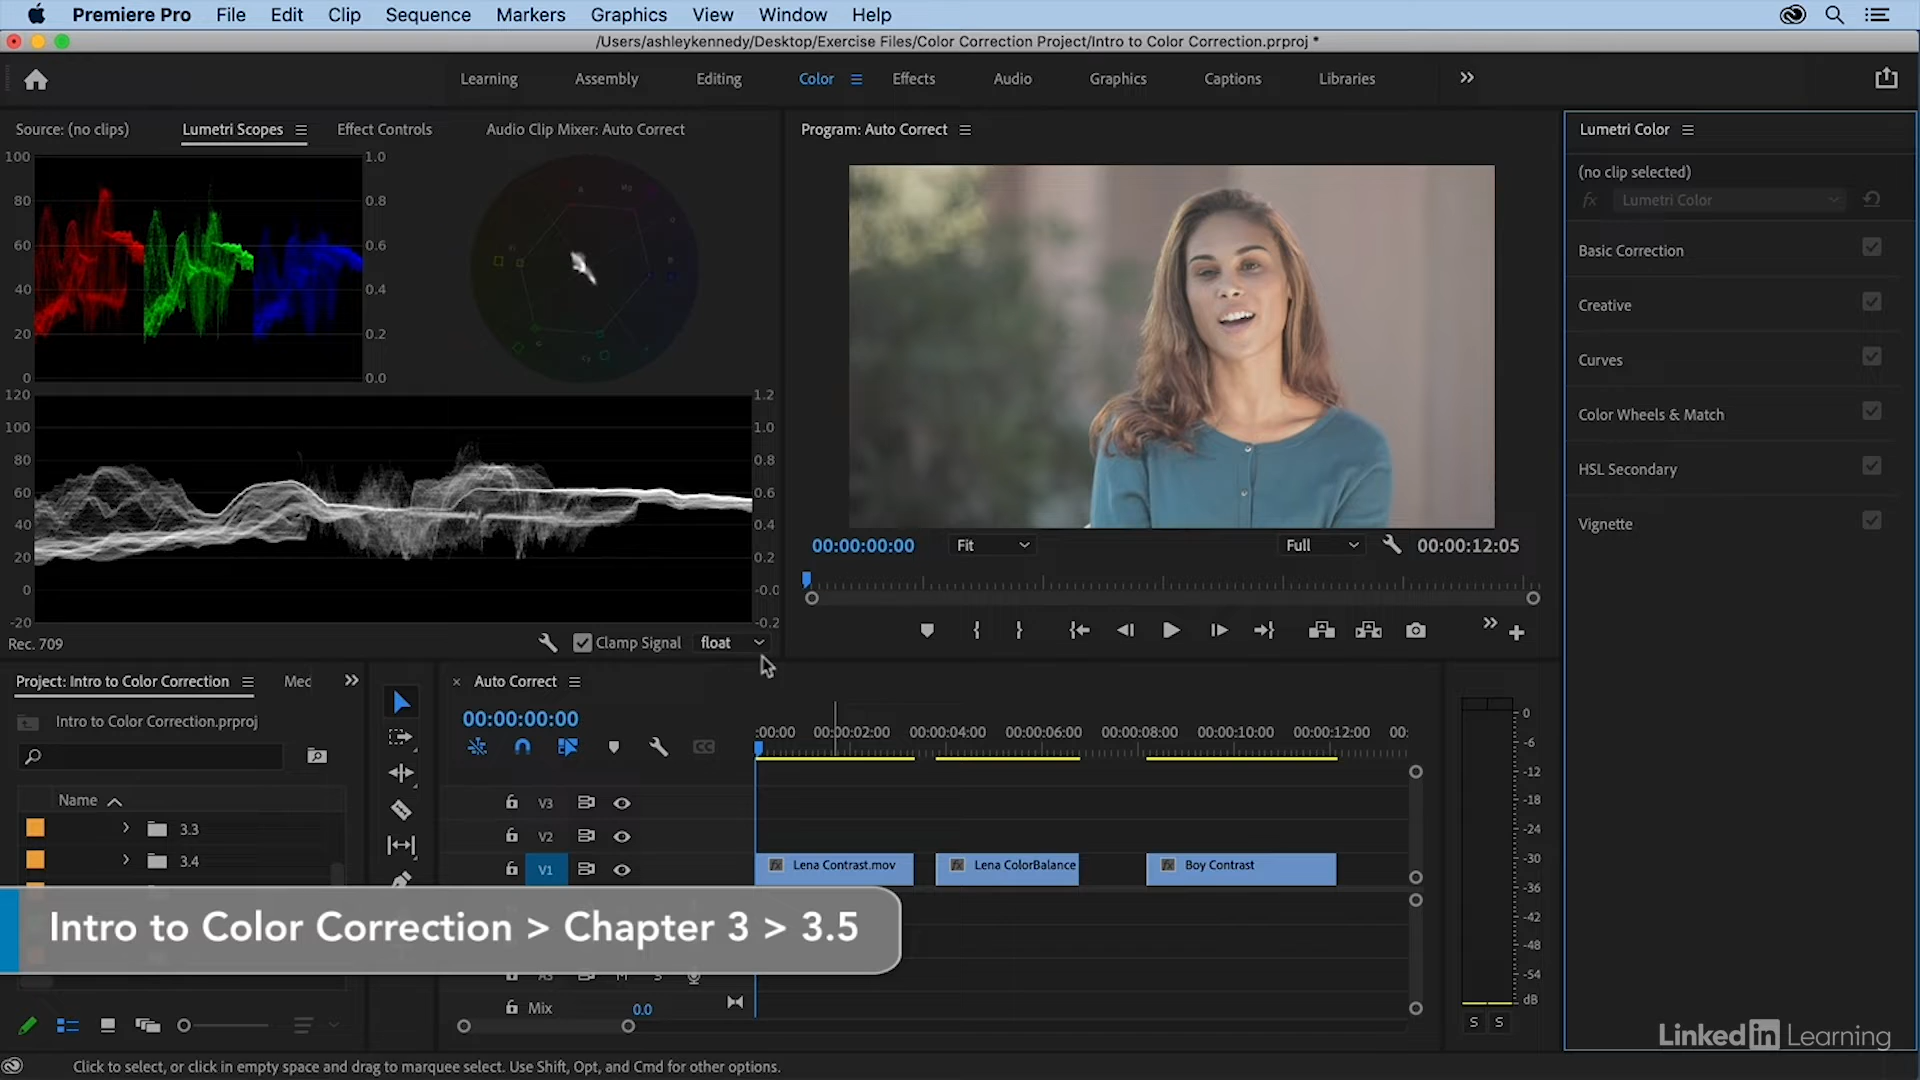 Premiere Pro File Edit Clip Sequence Markers Graphics View Window Help
/Users/ashleykennedy/Desktop/Exercise Files/Color Correction Project/Intro to Color Correction.prproj *
Learning Assembly Editing Color Effects Audio Graphics Captions Libraries
Source: (no clips) Lumetri Scopes Effect Controls Audio Clip Mixer: Auto Correct
Program: Auto Correct
Lumetri Color
(no clip selected)
fx Lumetri Color
Basic Correction
Creative
Curves
Color Wheels & Match
HSL Secondary
Vignette
100 1.0
80 0.8
60 0.6
40 0.4
20 0.2
0 0.0
120 1.2
100 1.0
80 0.8
60 0.6
40 0.4
20 0.2
0 -0.0
-20 -0.2
Rec. 709 Clamp Signal float
00:00:00:00 Fit Full 00:00:12:05
Project: Intro to Color Correction Med
Intro to Color Correction.prproj
Name
3.3
3.4
Auto Correct
00:00:00:00
:00:00 00:00:02:00 00:00:04:00 00:00:06:00 00:00:08:00 00:00:10:00 00:00:12:00 00:
V3
V2
V1 Lena Contrast.mov Lena ColorBalance Boy Contrast
Intro to Color Correction > Chapter 3 > 3.5
A3 M S
Mix 0.0
0
-6
-12
-18
-24
-30
-36
-42
-48
-54
dB
S S
LinkedIn Learning
Click to select, or click in empty space and drag to marquee select. Use Shift, Opt, and Cmd for other options.